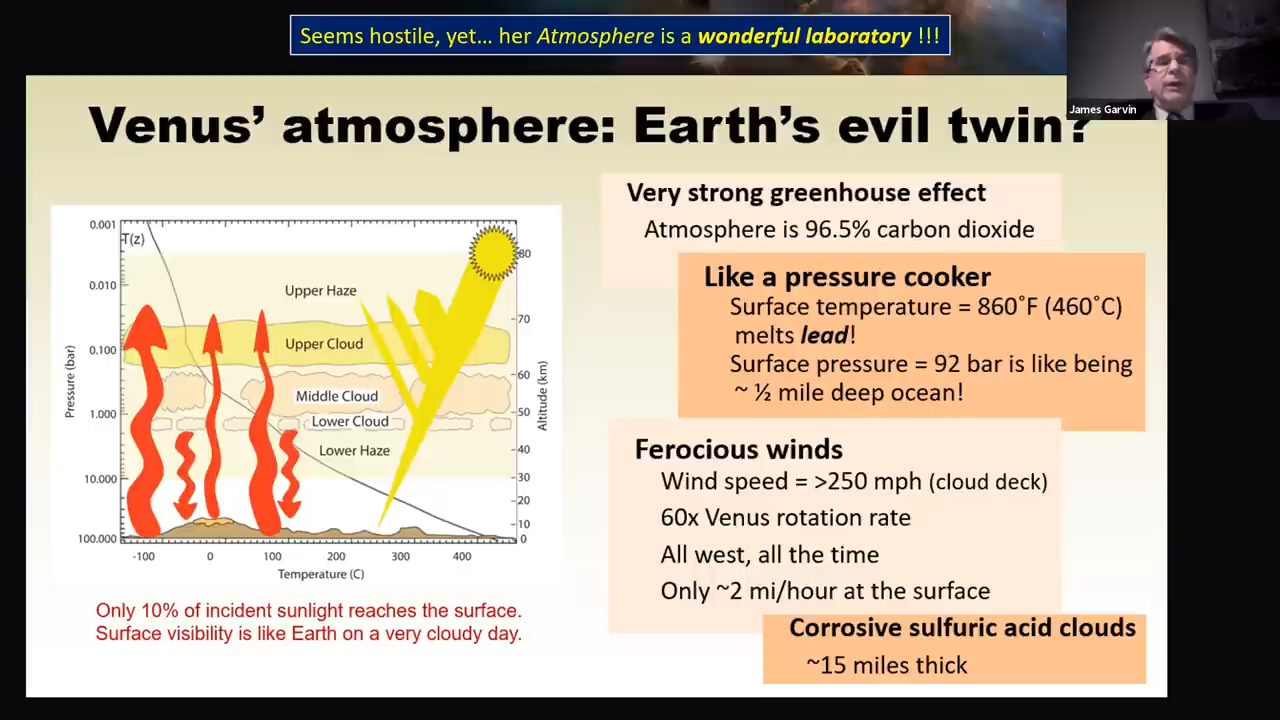 Seems hostile, yet… her Atmosphere is a wonderful laboratory !!!
James Garvin
Venus’ atmosphere: Earth’s evil twin?
Very strong greenhouse effect
Atmosphere is 96.5% carbon dioxide
Like a pressure cooker
Surface temperature = 860˚F (460˚C)
melts lead!
Surface pressure = 92 bar is like being
~ ½ mile deep ocean!
Ferocious winds
Wind speed = >250 mph (cloud deck)
60x Venus rotation rate
All west, all the time
Only ~2 mi/hour at the surface
Corrosive sulfuric acid clouds
~15 miles thick
0.001
T(z)
80
0.010
Upper Haze
70
0.100
Upper Cloud
60
Middle Cloud
1.000
50
Lower Cloud
40
Lower Haze
10.000
30
20
10
100.000
0
-100
0
100
200
300
400
Temperature (C)
Pressure (bar)
Altitude (km)
Only 10% of incident sunlight reaches the surface.
Surface visibility is like Earth on a very cloudy day.